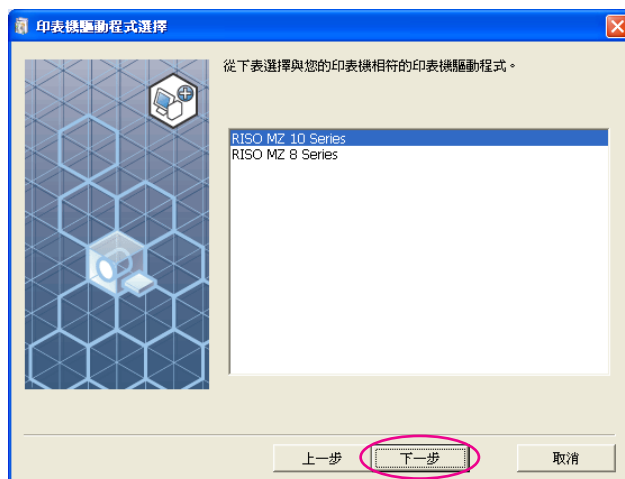 印表機驅動程式選擇
從下表選擇與您的印表機相符的印表機驅動程式。
RISO MZ 10 Series
RISO MZ 8 Series
上一步 下一步 取消